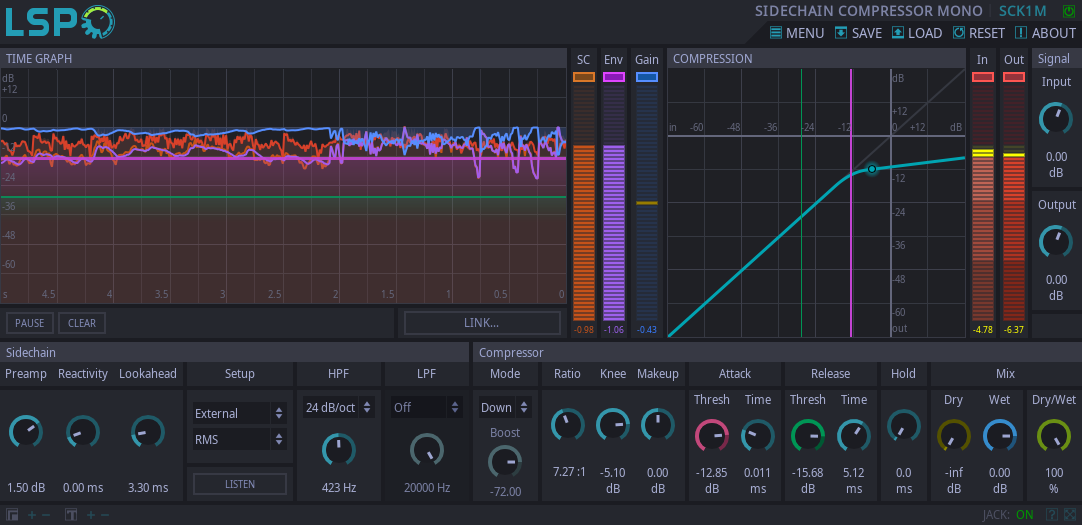 LSP
SIDECHAIN COMPRESSOR MONO SCK1M
MENU SAVE LOAD RESET ABOUT
TIME GRAPH
dB
+12
0
-24
-36
-48
-60
s 4.5 4 3.5 3 2.5 2 1.5 1 0.5 0
PAUSE CLEAR LINK...
SC Env Gain
-0.98 -1.06 -0.43
COMPRESSION
dB
+12
in -60 -48 -36 -24 -12 0 +12 dB
-12
-24
-36
-48
-60
out
In Out
-4.78 -6.37
Signal
Input
0.00
dB
Output
0.00
dB
Sidechain
Preamp Reactivity Lookahead Setup HPF LPF
External
RMS
LISTEN
24 dB/oct Off
1.50 dB 0.00 ms 3.30 ms 423 Hz 20000 Hz
Compressor
Mode Ratio Knee Makeup Attack Release Hold Mix
Down
Boost
-72.00
7.27 :1
-5.10
dB
0.00
dB
Thresh Time
-12.85
dB
0.011
ms
Thresh Time
-15.68
dB
5.12
ms
0.0
ms
Dry Wet Dry/Wet
-inf
dB
0.00
dB
100
%
JACK: ON